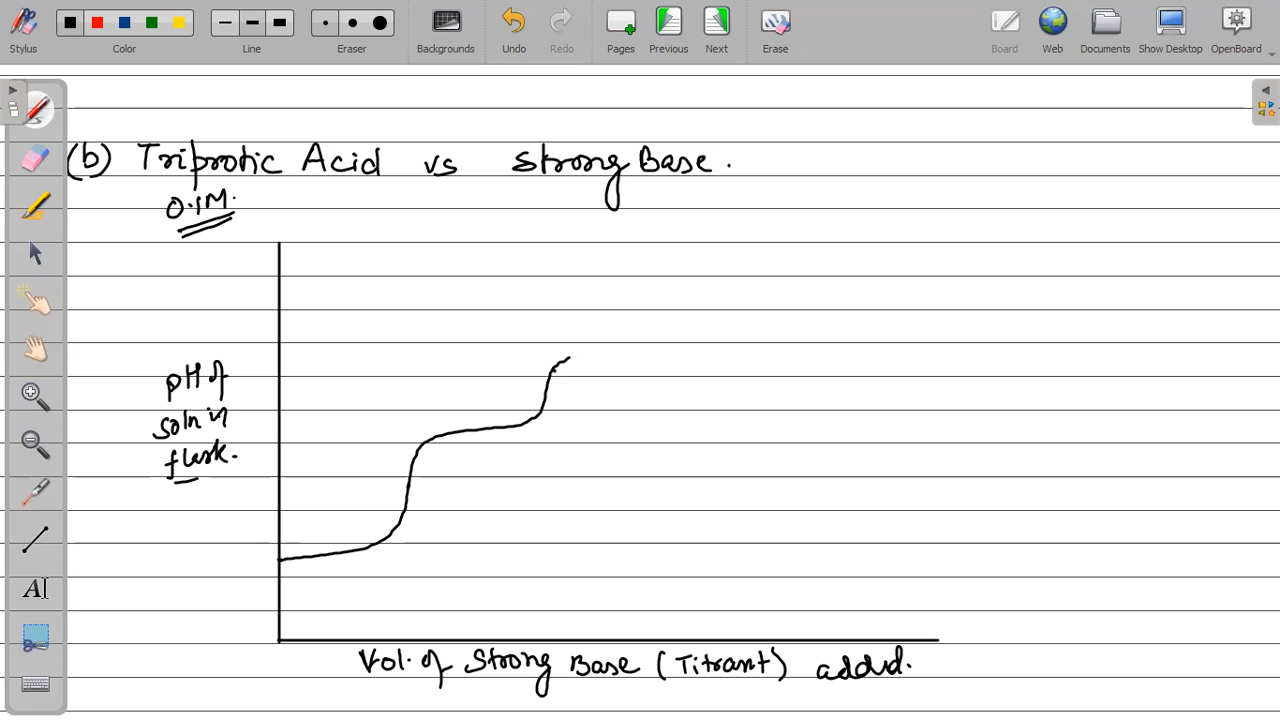 Stylus Color Line Eraser Backgrounds Undo Redo Pages Previous Next Erase Board Web Documents Show Desktop OpenBoard
(b) Triprotic Acid vs Strong Base.
0.1M.
pH of
soln in
flask.
Vol. of Strong Base (Titrant) added.